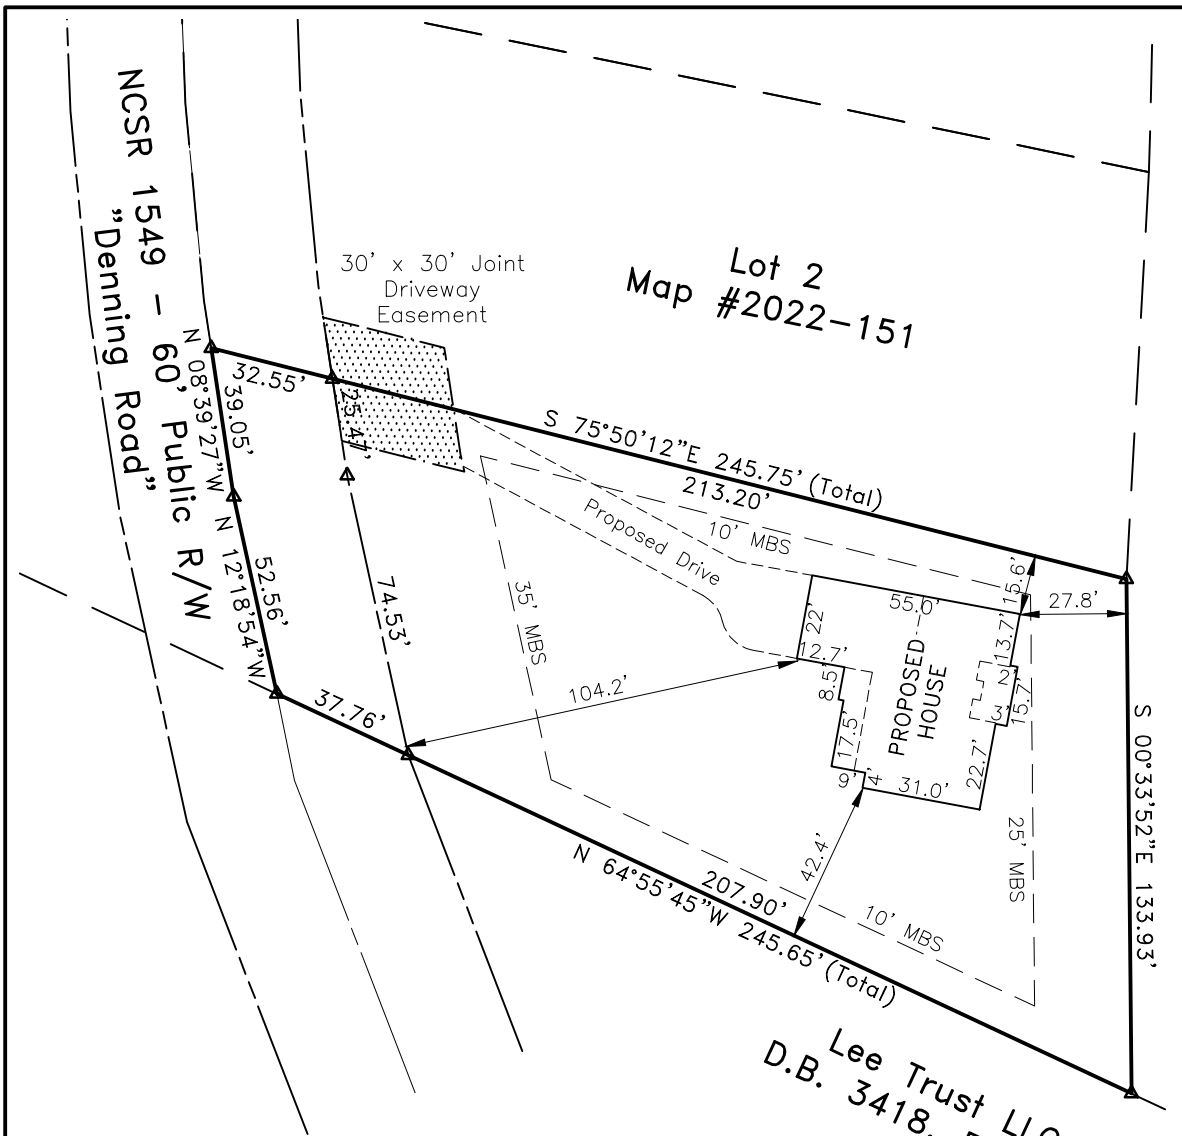 NCSR 1549 - 60' Public R/W
"Denning Road"
30' x 30' Joint
Driveway
Easement
Lot 2
Map #2022-151
N 08°39'27"W
39.05'
32.55'
25.47'
S 75°50'12"E 245.75' (Total)
213.20'
10' MBS
Proposed Drive
35' MBS
N 12°18'54"W
52.56'
74.53'
37.76'
104.2'
22'
55.0'
15.6'
27.8'
13.7'
12.7'
8.5'
17.5'
9'
4'
31.0'
22.7'
2'
15.7'
3'
PROPOSED
HOUSE
42.4'
25' MBS
S 00°33'52"E 133.93'
207.90'
N 64°55'45"W 245.65' (Total)
10' MBS
Lee Trust LLC
D.B. 3418,